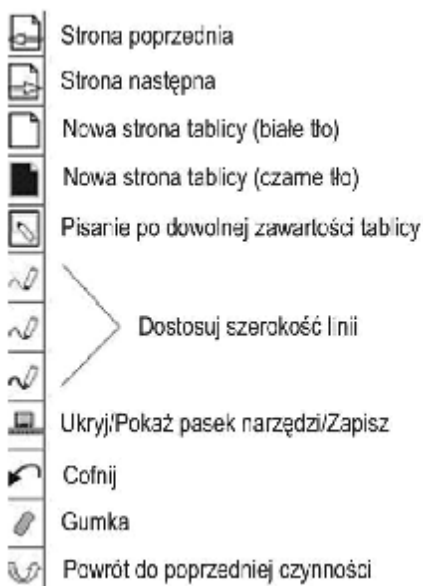 Strona poprzednia
Strona następna
Nowa strona tablicy (białe tło)
Nowa strona tablicy (czarne tło)
Pisanie po dowolnej zawartości tablicy
Dostosuj szerokość linii
Ukryj/Pokaż pasek narzędzi/Zapisz
Cofnij
Gumka
Powrót do poprzedniej czynności